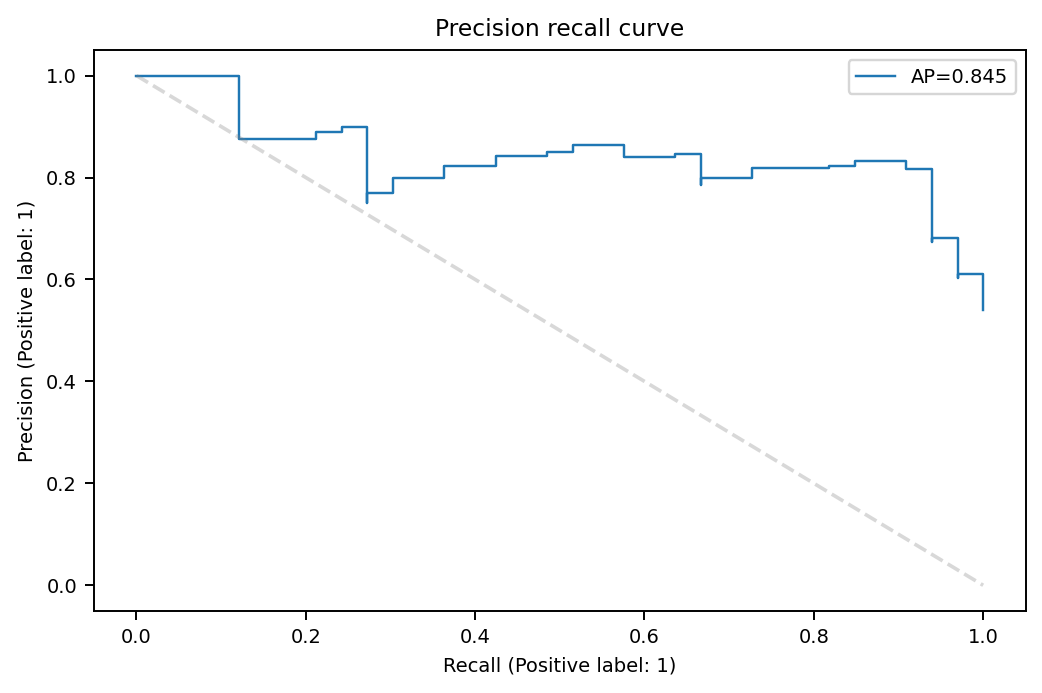 Precision recall curve
AP=0.845
1.0
0.8
0.6
0.4
0.2
0.0
Precision (Positive label: 1)
0.0 0.2 0.4 0.6 0.8 1.0
Recall (Positive label: 1)